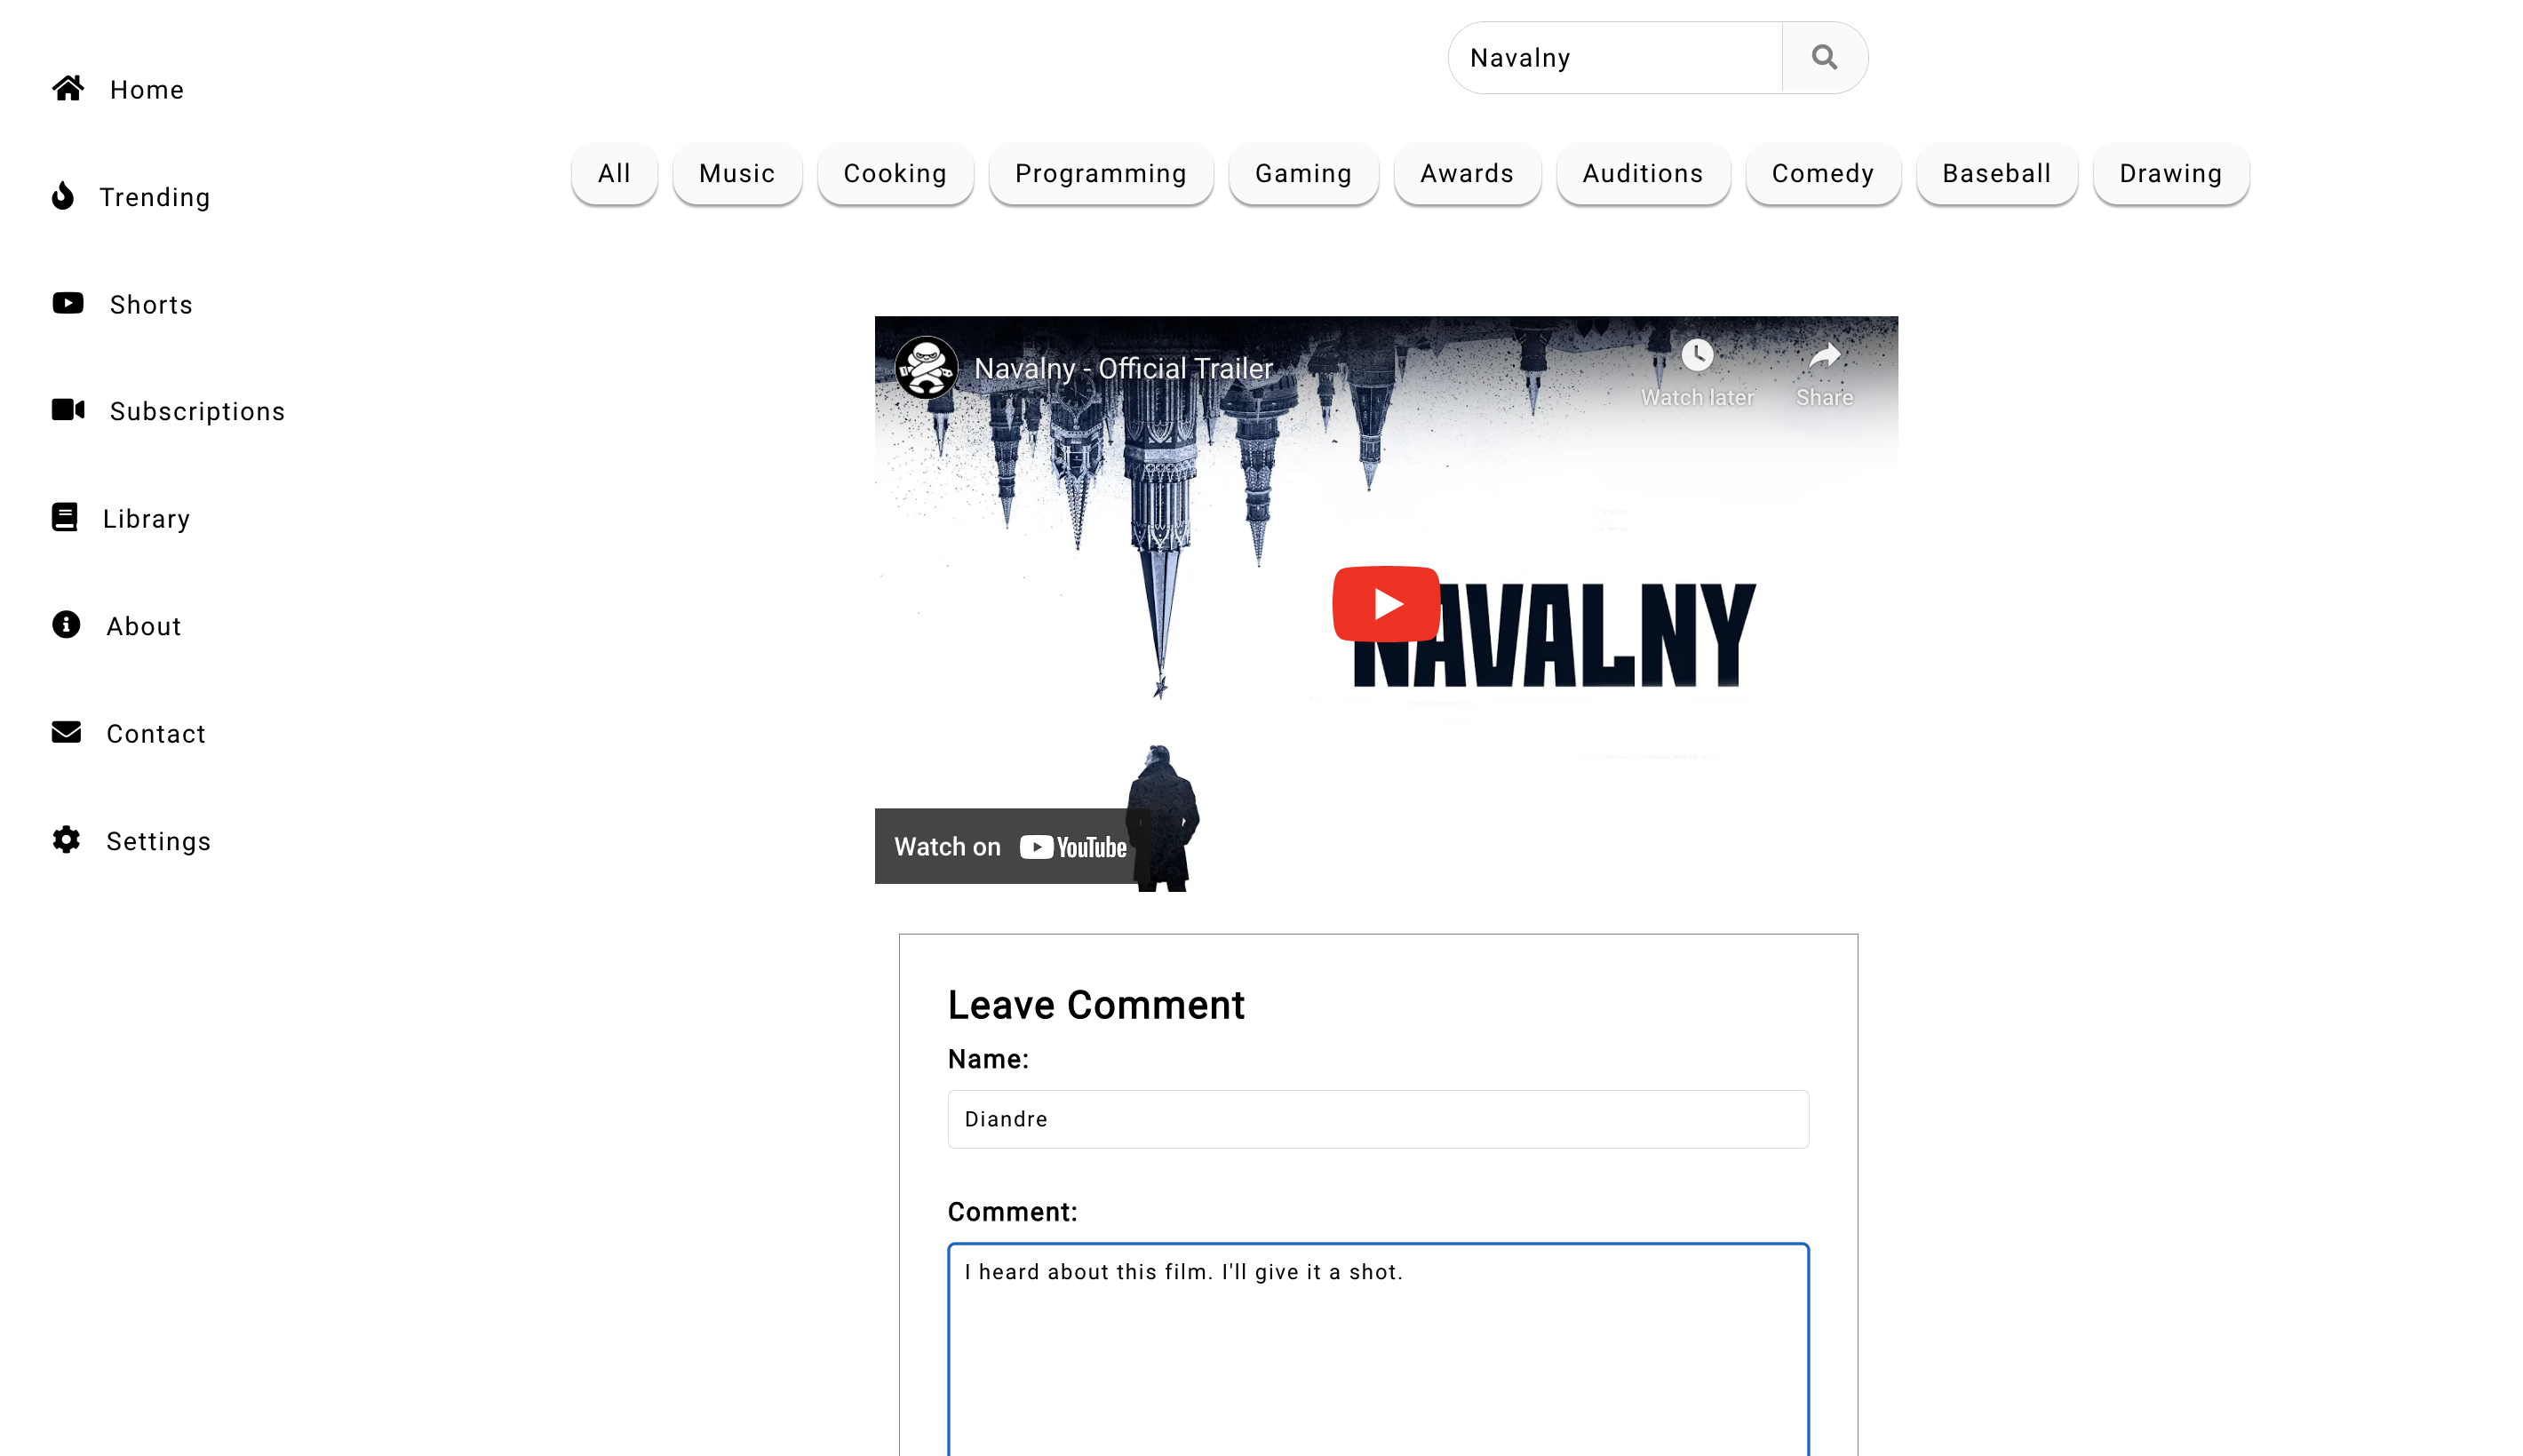 Navalny
Home
Trending
Shorts
Subscriptions
Library
About
Contact
Settings
All Music Cooking Programming Gaming Awards Auditions Comedy Baseball Drawing
Navalny - Official Trailer
Watch later Share
NAVALNY
Watch on YouTube
Leave Comment
Name:
Diandre
Comment:
I heard about this film. I'll give it a shot.